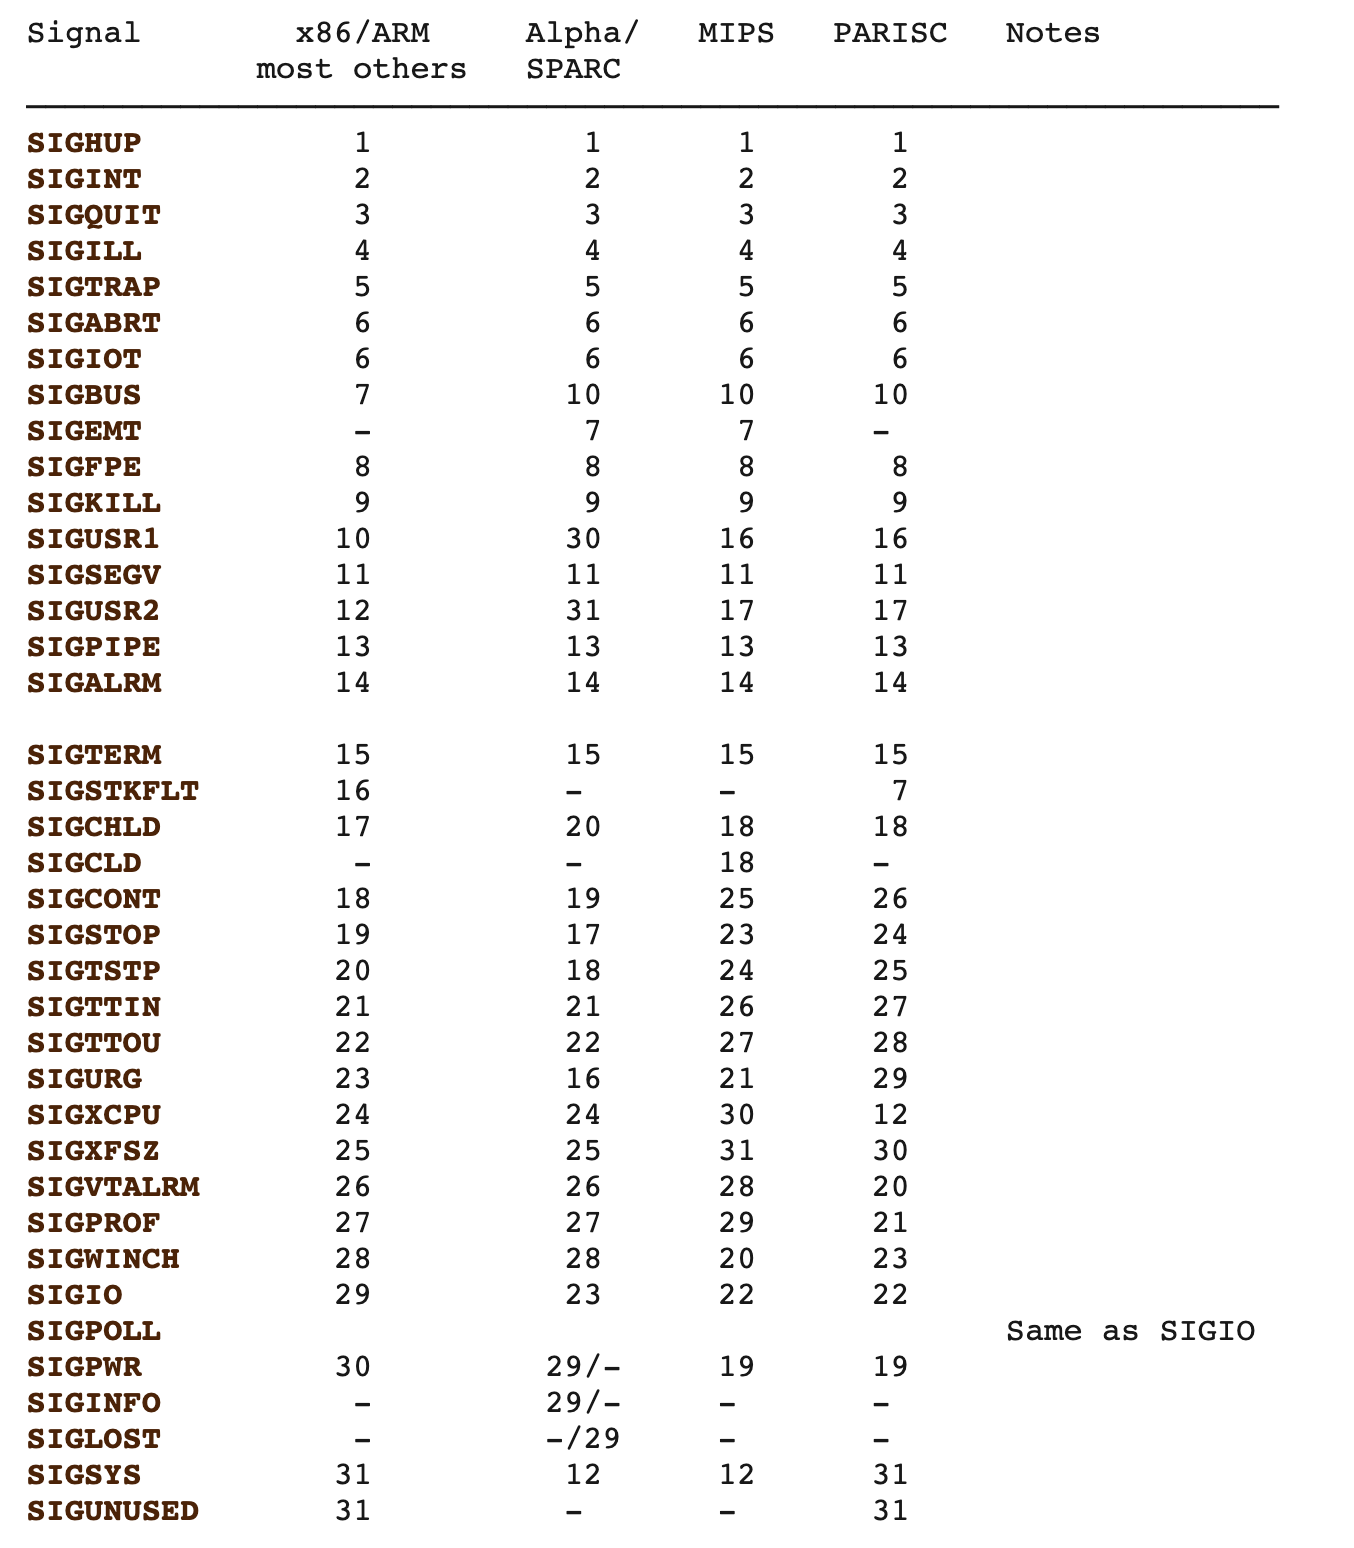 Signal x86/ARM Alpha/ MIPS PARISC Notes
most others SPARC
SIGHUP 1 1 1 1
SIGINT 2 2 2 2
SIGQUIT 3 3 3 3
SIGILL 4 4 4 4
SIGTRAP 5 5 5 5
SIGABRT 6 6 6 6
SIGIOT 6 6 6 6
SIGBUS 7 10 10 10
SIGEMT - 7 7 -
SIGFPE 8 8 8 8
SIGKILL 9 9 9 9
SIGUSR1 10 30 16 16
SIGSEGV 11 11 11 11
SIGUSR2 12 31 17 17
SIGPIPE 13 13 13 13
SIGALRM 14 14 14 14
SIGTERM 15 15 15 15
SIGSTKFLT 16 - - 7
SIGCHLD 17 20 18 18
SIGCLD - - 18 -
SIGCONT 18 19 25 26
SIGSTOP 19 17 23 24
SIGTSTP 20 18 24 25
SIGTTIN 21 21 26 27
SIGTTOU 22 22 27 28
SIGURG 23 16 21 29
SIGXCPU 24 24 30 12
SIGXFSZ 25 25 31 30
SIGVTALRM 26 26 28 20
SIGPROF 27 27 29 21
SIGWINCH 28 28 20 23
SIGIO 29 23 22 22
SIGPOLL Same as SIGIO
SIGPWR 30 29/- 19 19
SIGINFO - 29/- - -
SIGLOST - -/29 - -
SIGSYS 31 12 12 31
SIGUNUSED 31 - - 31